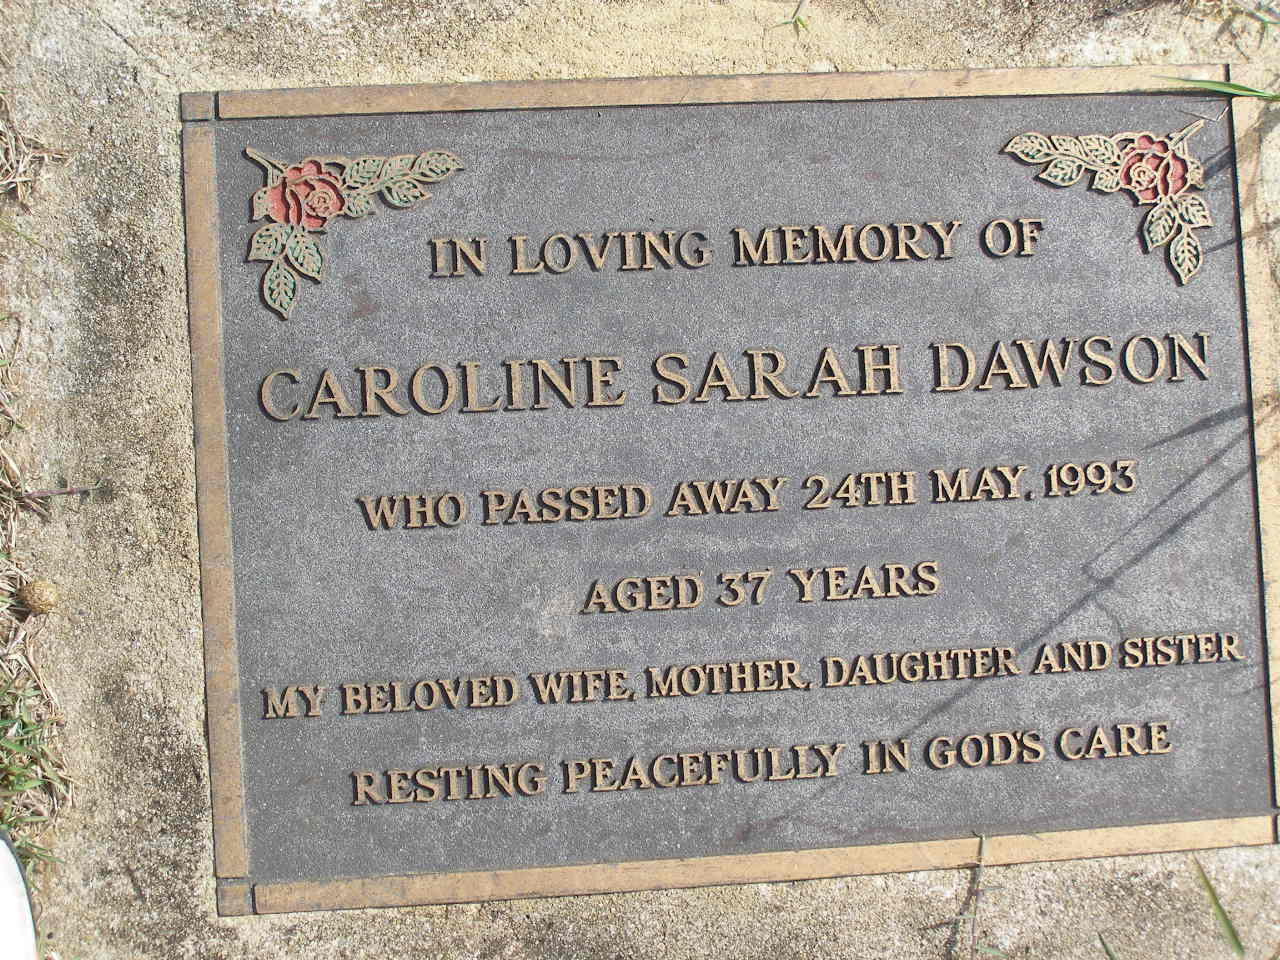 IN LOVING MEMORY OF
CAROLINE SARAH DAWSON
WHO PASSED AWAY 24TH MAY, 1993
AGED 37 YEARS
MY BELOVED WIFE, MOTHER, DAUGHTER AND SISTER
RESTING PEACEFULLY IN GOD'S CARE